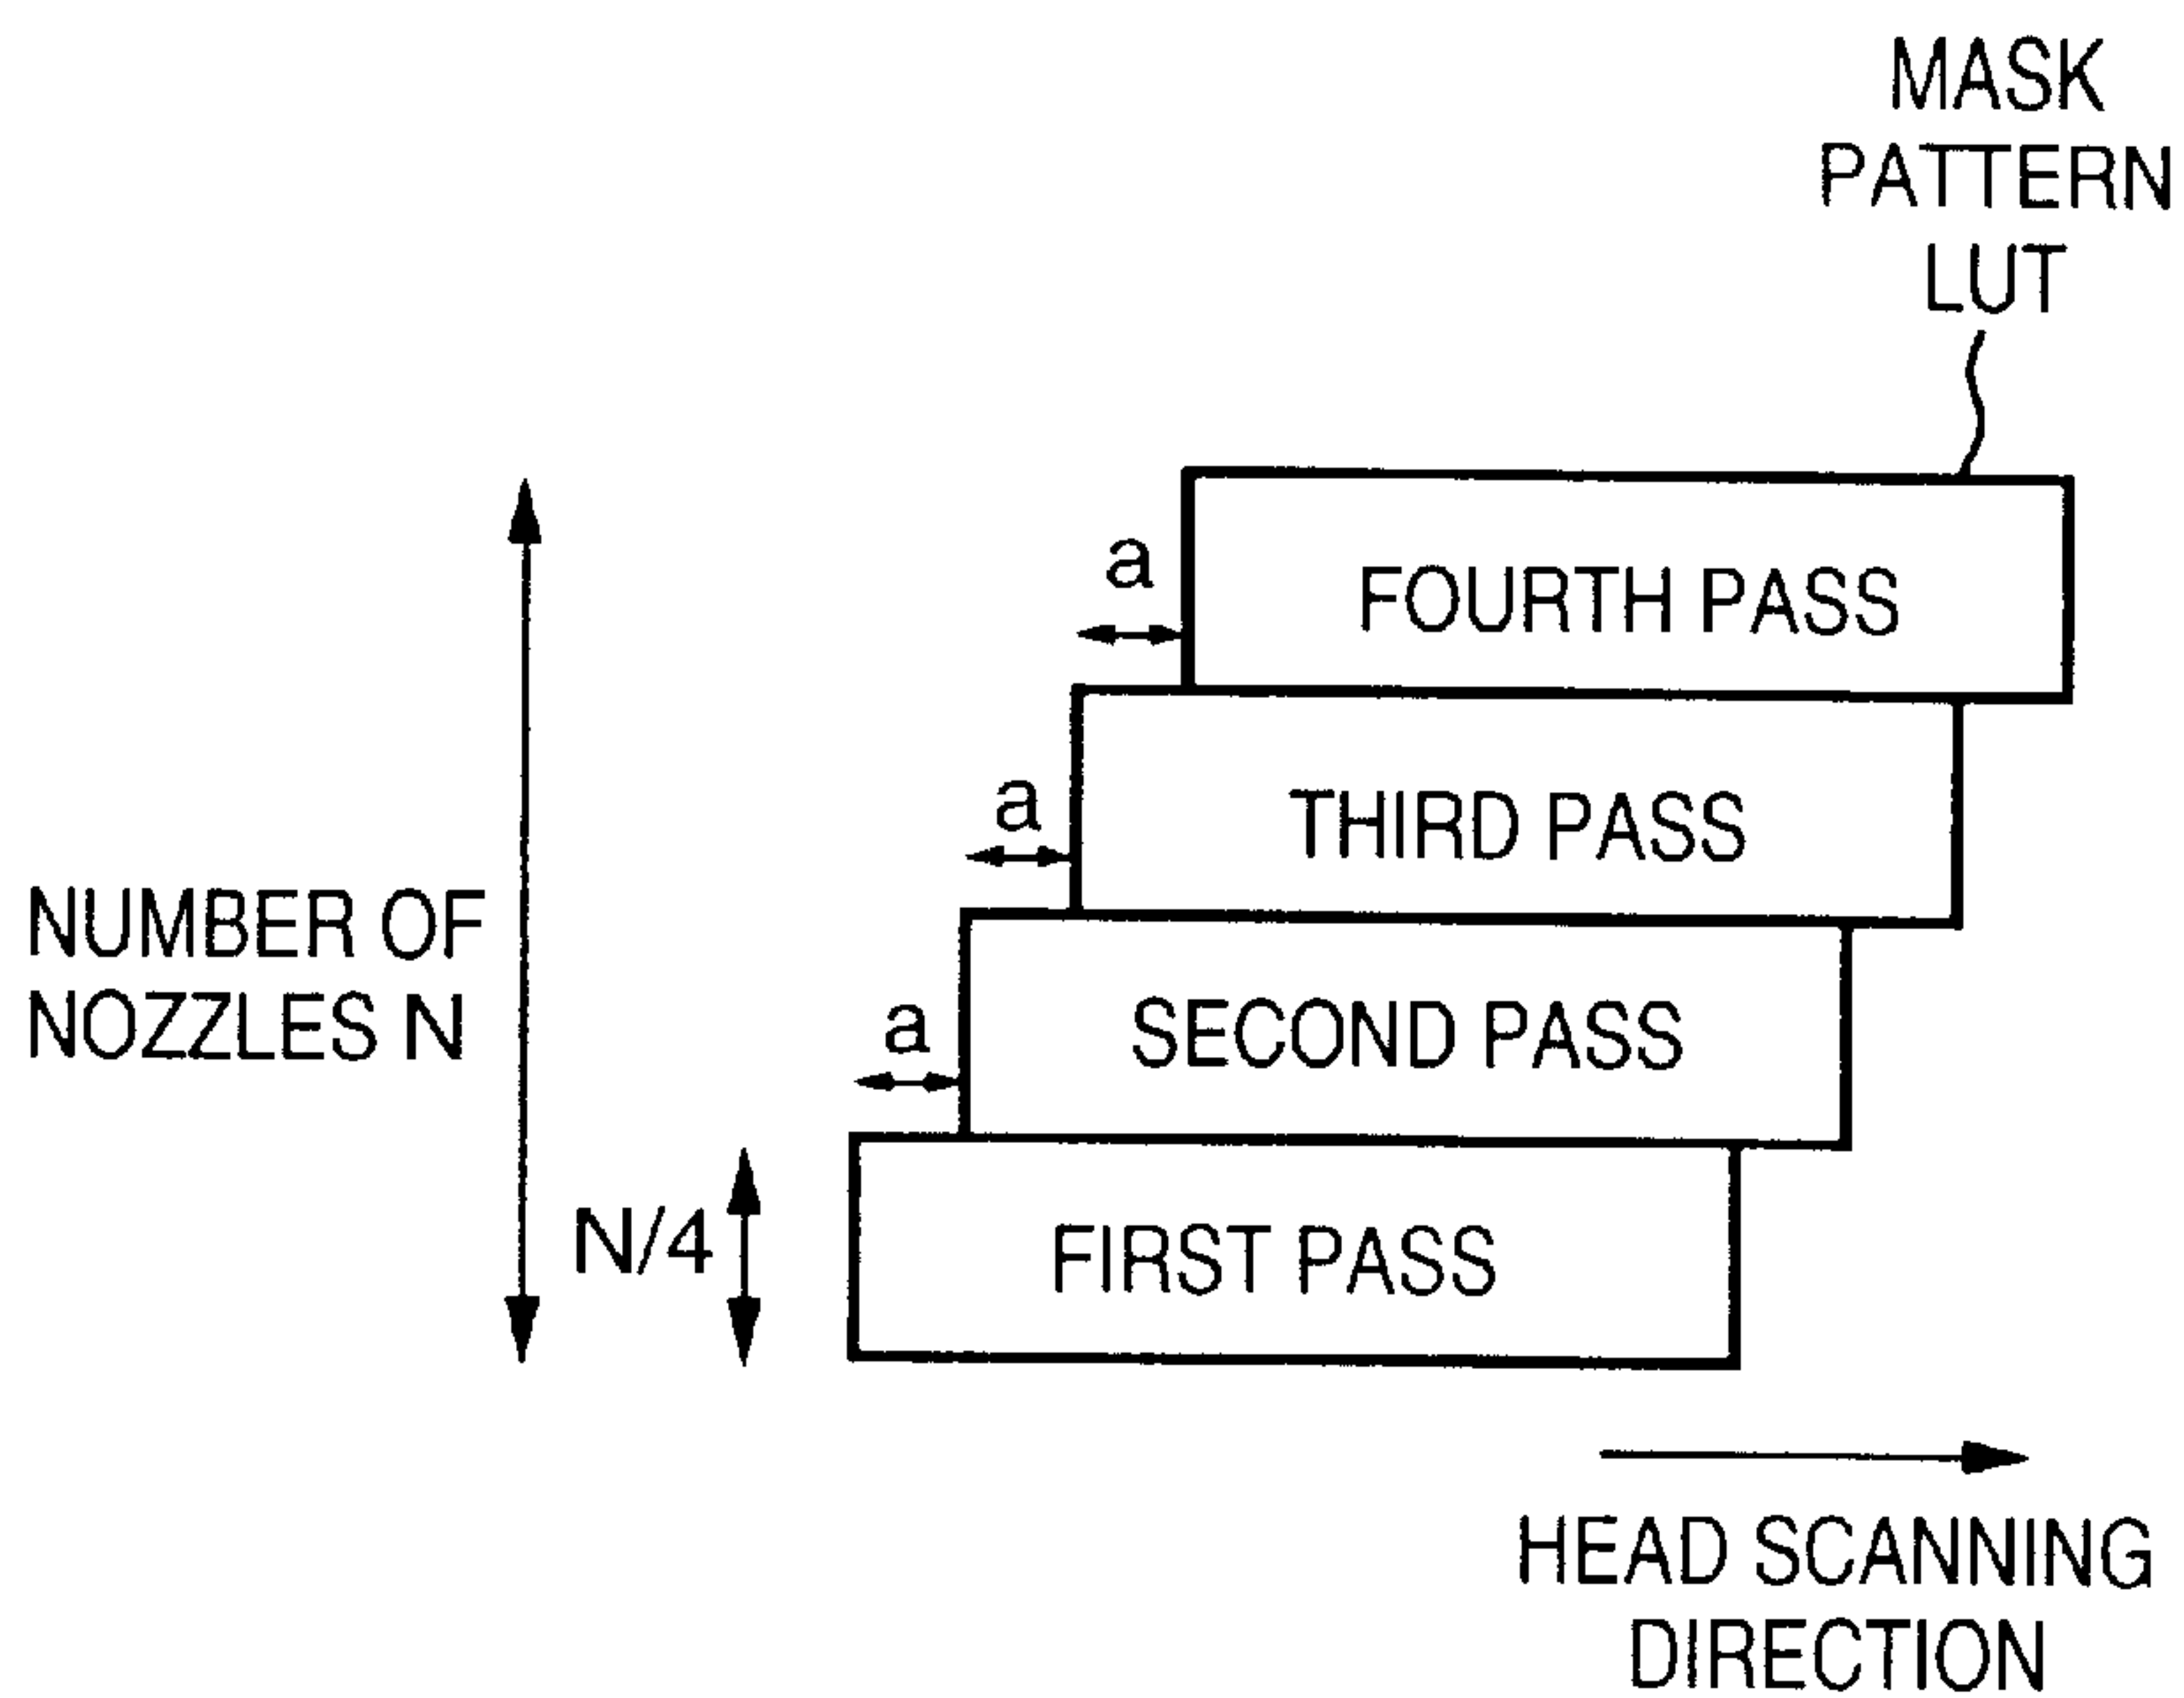 MASK
PATTERN
LUT
a
FOURTH PASS
a
THIRD PASS
NUMBER OF
NOZZLES N
a
SECOND PASS
N/4
FIRST PASS
HEAD SCANNING
DIRECTION